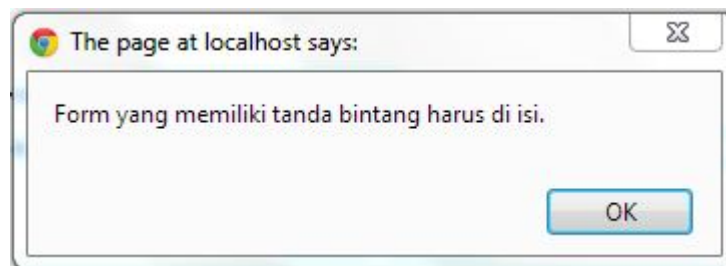 The page at localhost says:
Form yang memiliki tanda bintang harus di isi.
OK